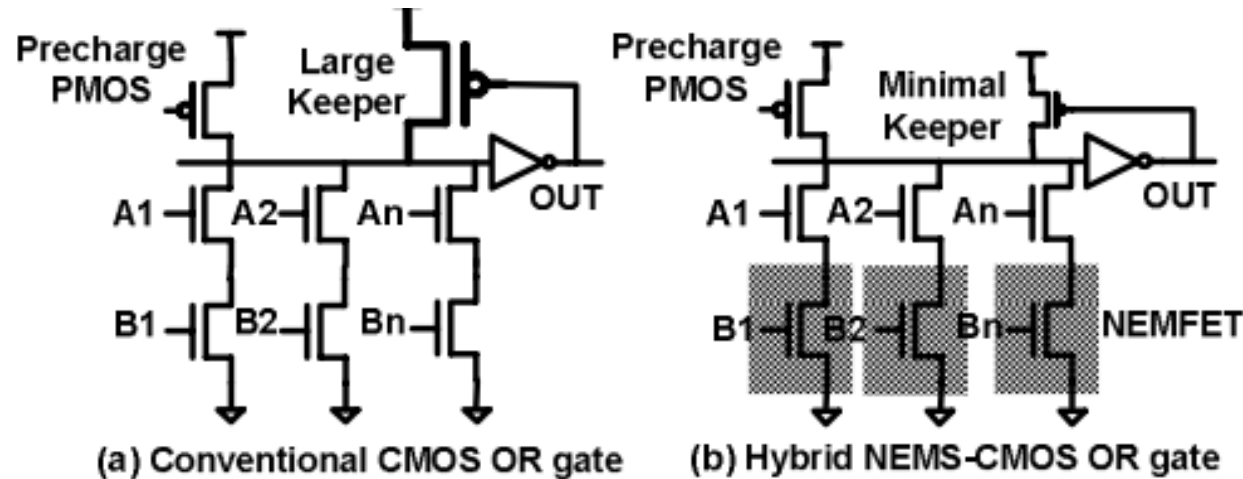 Precharge
PMOS
Large
Keeper
OUT
A1
A2
An
B1
B2
Bn
(a) Conventional CMOS OR gate
Precharge
PMOS
Minimal
Keeper
OUT
A1
A2
An
B1
B2
Bn
NEMFET
(b) Hybrid NEMS-CMOS OR gate